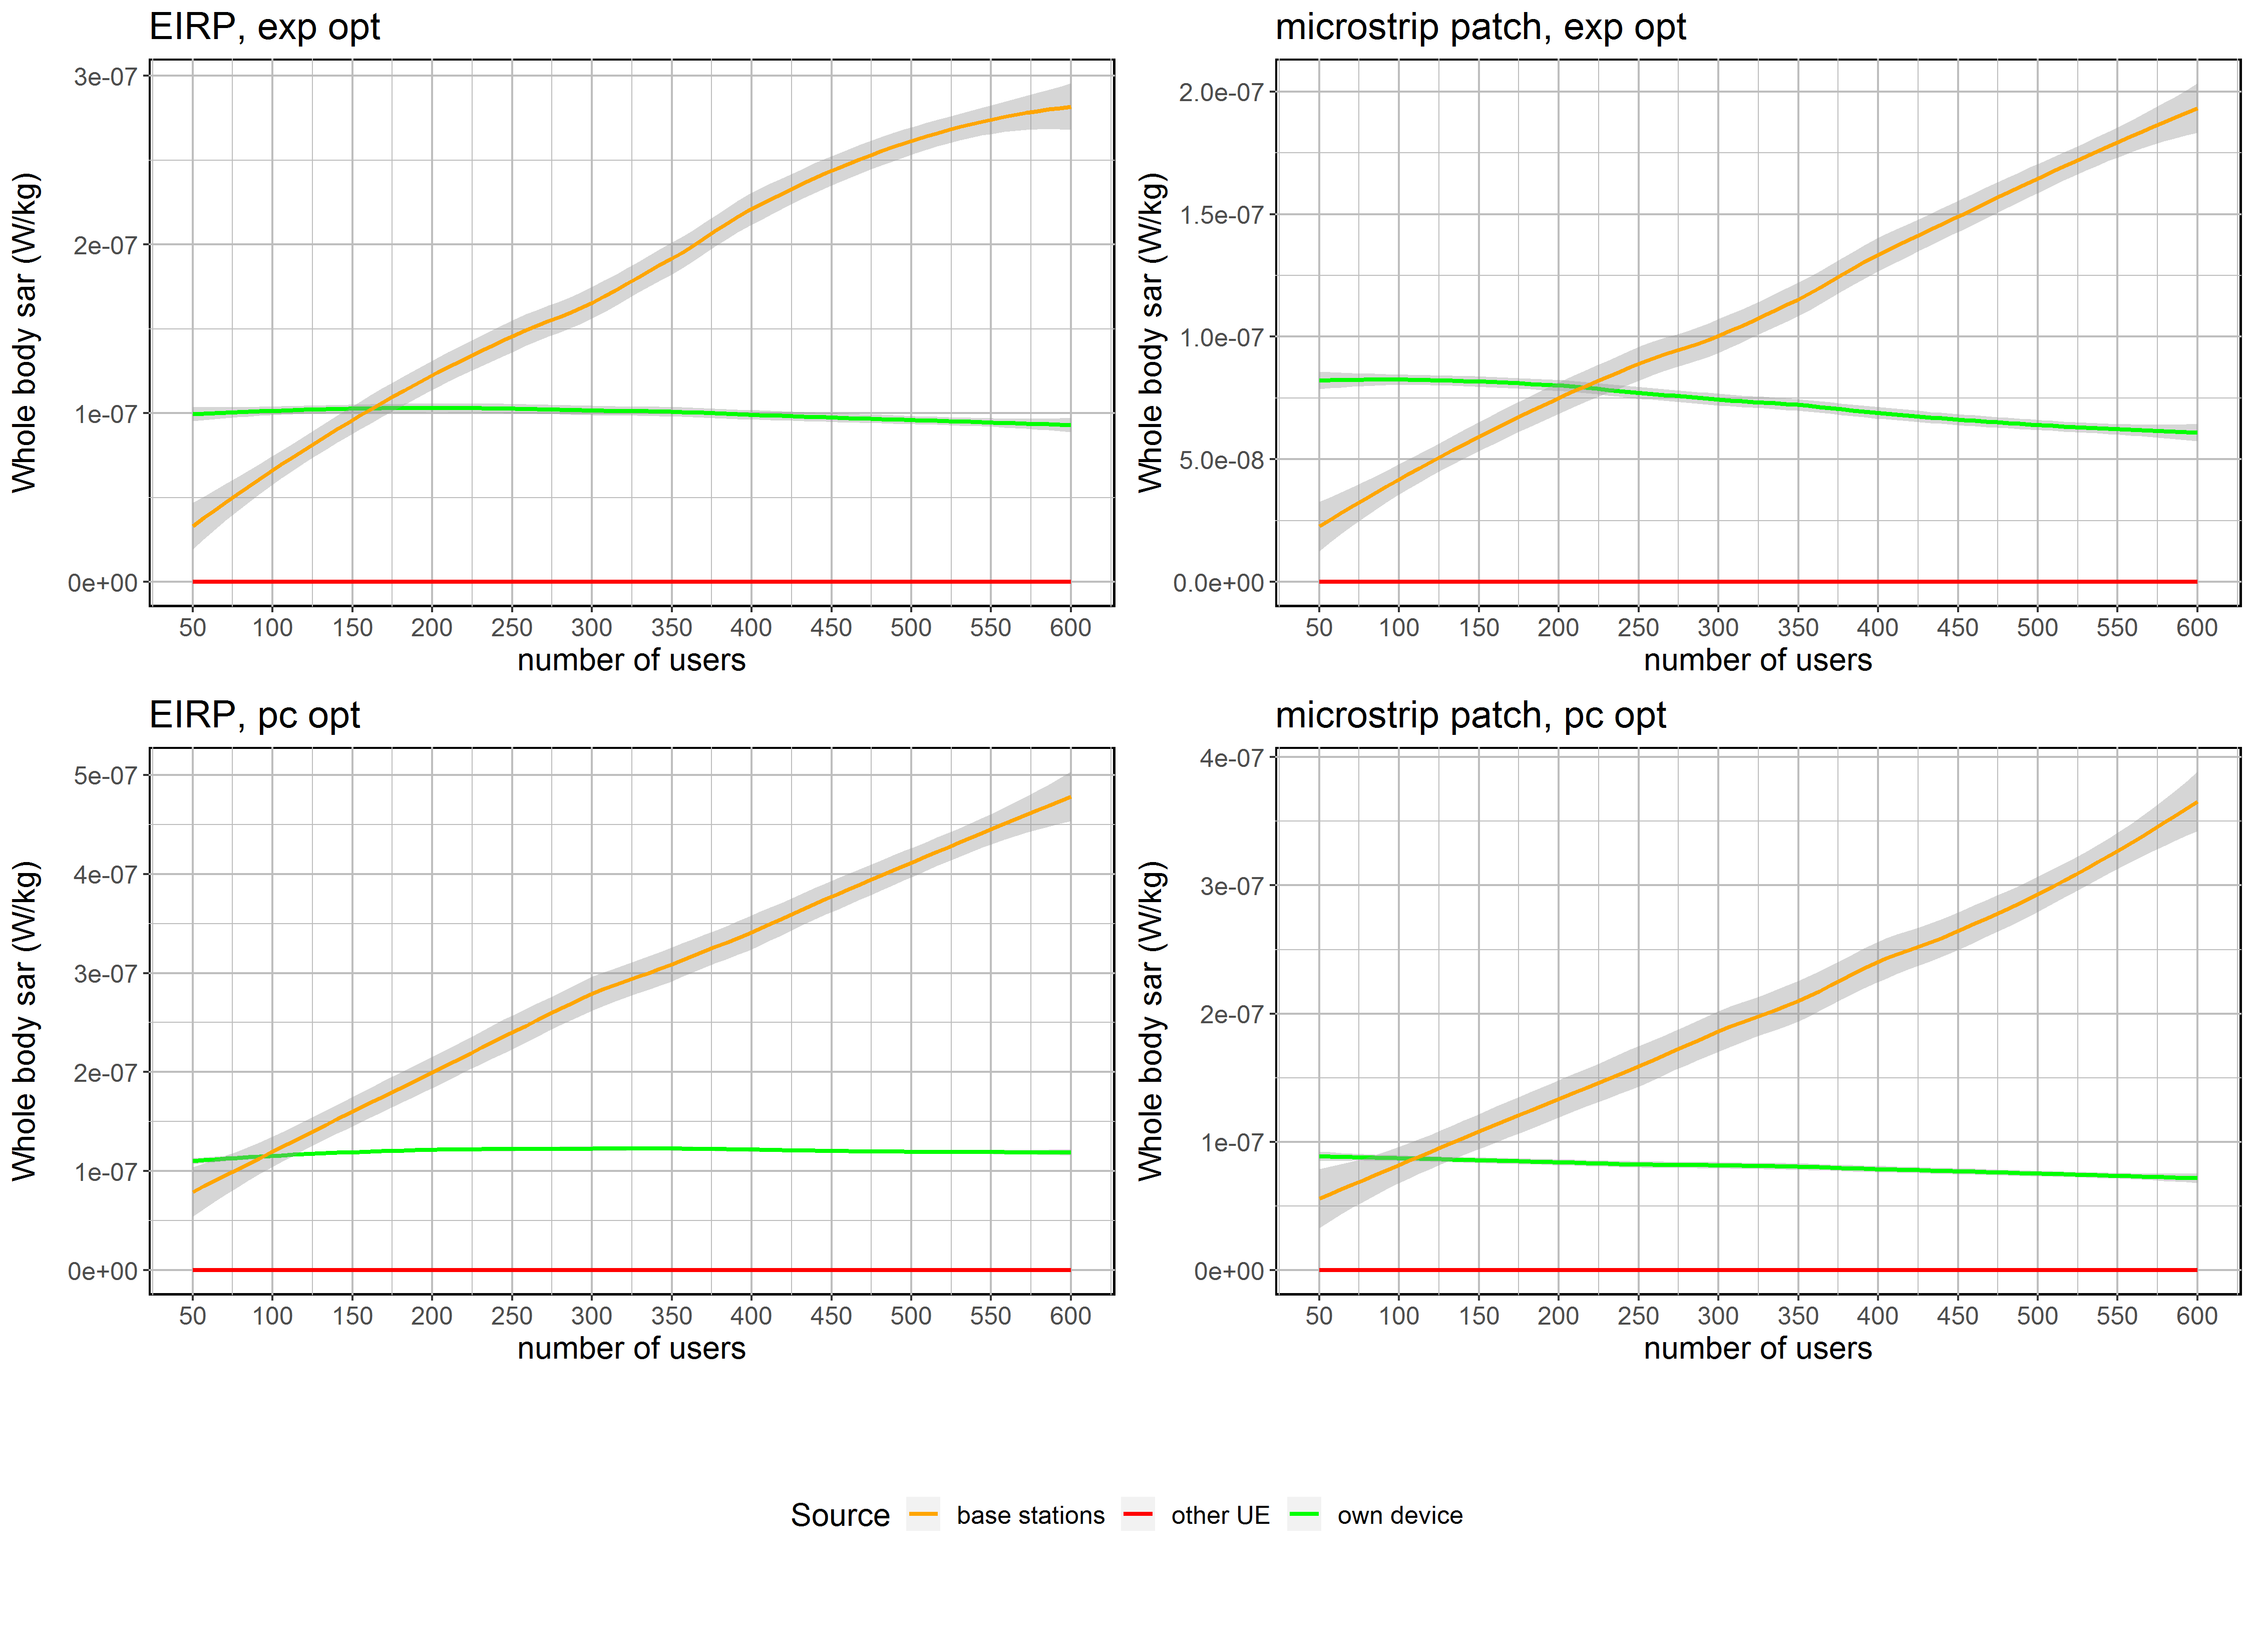 EIRP, exp opt
Whole body sar (W/kg)
3e-07
2e-07
1e-07
0e+00
50 100 150 200 250 300 350 400 450 500 550 600
number of users
microstrip patch, exp opt
Whole body sar (W/kg)
2.0e-07
1.5e-07
1.0e-07
5.0e-08
0.0e+00
50 100 150 200 250 300 350 400 450 500 550 600
number of users
EIRP, pc opt
Whole body sar (W/kg)
5e-07
4e-07
3e-07
2e-07
1e-07
0e+00
50 100 150 200 250 300 350 400 450 500 550 600
number of users
microstrip patch, pc opt
Whole body sar (W/kg)
4e-07
3e-07
2e-07
1e-07
0e+00
50 100 150 200 250 300 350 400 450 500 550 600
number of users
Source base stations other UE own device